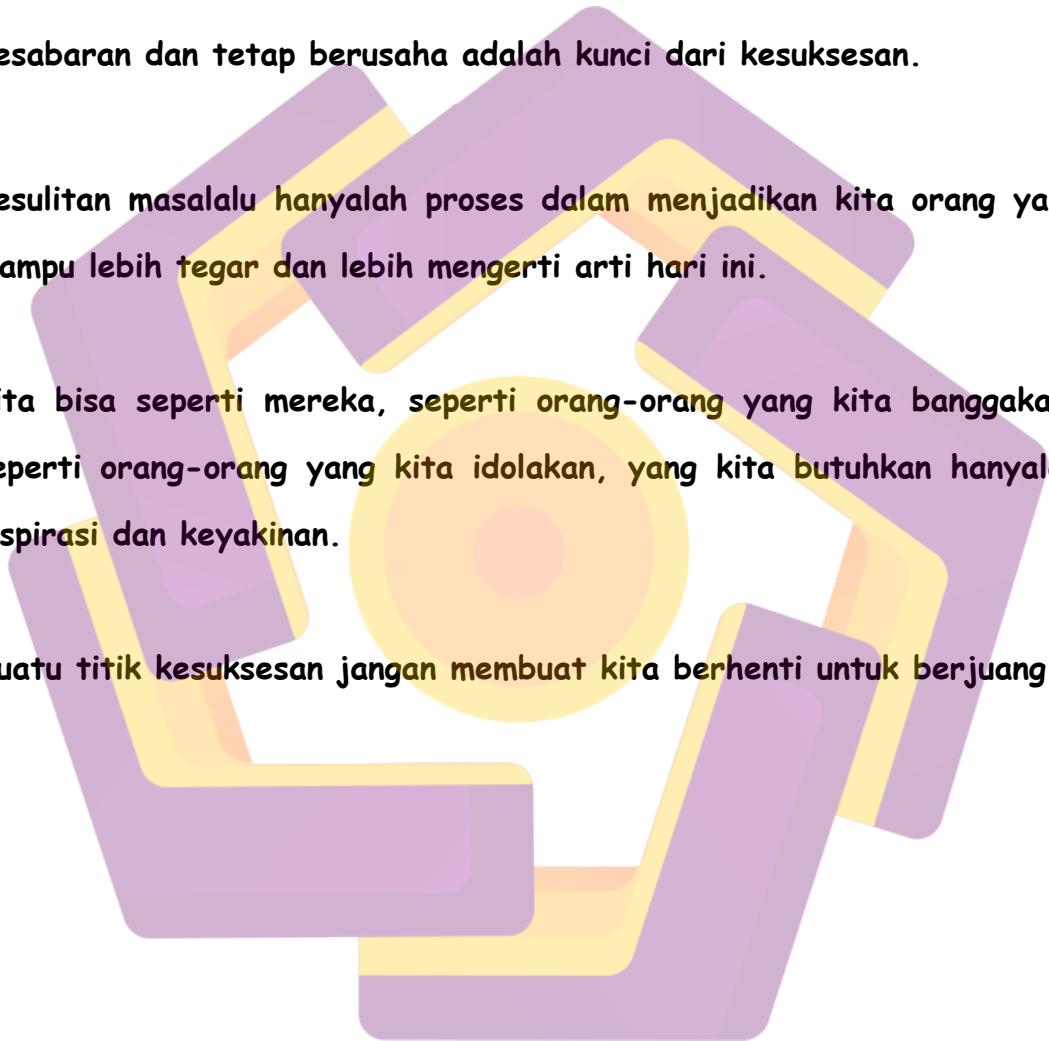 esabaran dan tetap berusaha adalah kunci dari kesuksesan.
esulitan masalalu hanyalah proses dalam menjadikan kita orang ya
ampu lebih tegar dan lebih mengerti arti hari ini.
ita bisa seperti mereka, seperti orang-orang yang kita banggaka
eperti orang-orang yang kita idolakan, yang kita butuhkan hanyal
spirasi dan keyakinan.
uatu titik kesuksesan jangan membuat kita berhenti untuk berjuang